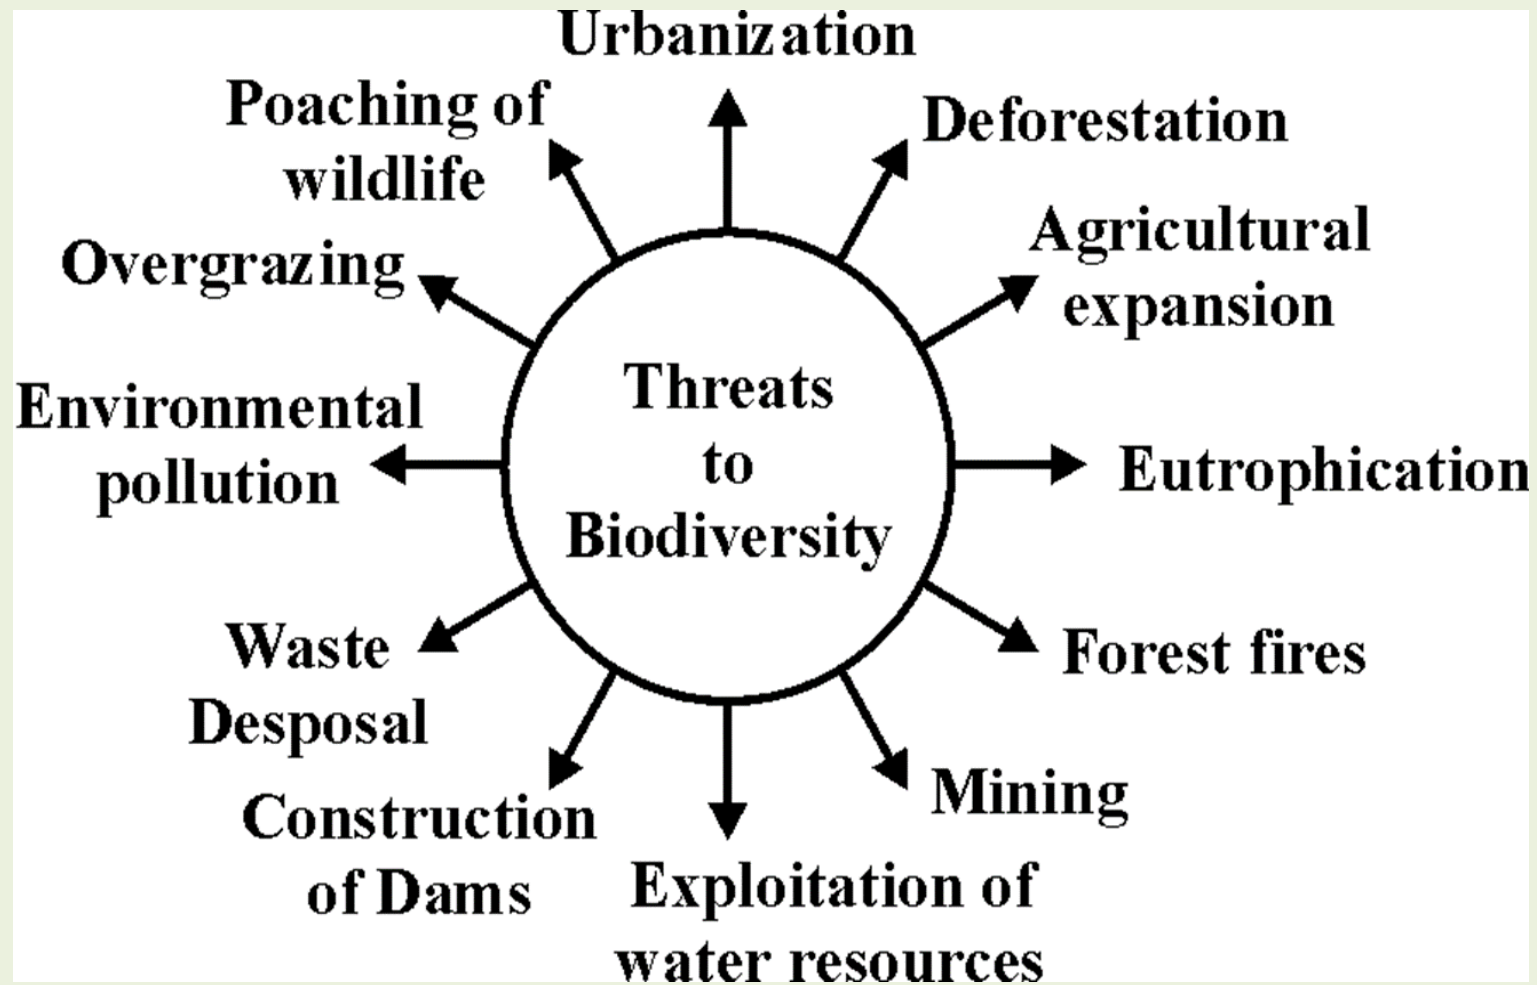 Urbanization
Poaching of
wildlife
Deforestation
Agricultural
expansion
Overgrazing
Threats
to
Biodiversity
Environmental
pollution
Eutrophication
Waste
Desposal
Forest fires
Construction
of Dams
Mining
Exploitation of
water resources